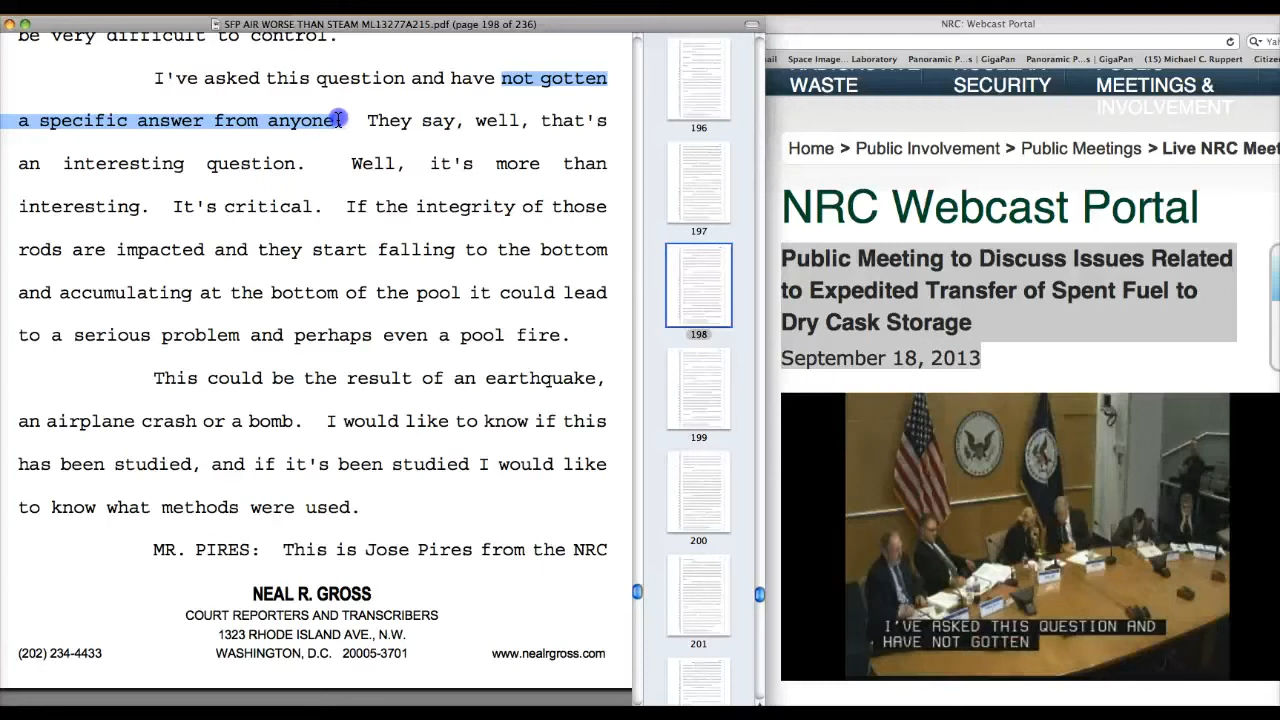 SFP AIR WORSE THAN STEAM ML13277A215.pdf (page 198 of 236)
be very difficult to control.
I've asked this question and have not gotten
a specific answer from anyone. They say, well, that's
an interesting question. Well, it's more than
interesting. It's critical. If the integrity of those
rods are impacted and they start falling to the bottom
and accumulating at the bottom of the pool it could lead
to a serious problem and perhaps even a pool fire.
This could be the result of an earthquake,
an airplane crash or a bomb. I would like to know if this
has been studied, and if it's been studied I would like
to know what methods were used.
MR. PIRES: This is Jose Pires from the NRC
NEAL R. GROSS
COURT REPORTERS AND TRANSCRIBERS
1323 RHODE ISLAND AVE., N.W.
(202) 234-4433 WASHINGTON, D.C. 20005-3701 www.nealrgross.com
196
197
198
199
200
201
NRC: Webcast Portal
Space Image... Laboratory Panoramic P...s | GigaPan Panoramic P...s | GigaPan (15) Michael C. Ruppert Citize
WASTE SECURITY MEETINGS &
INVOLVEMENT
Home > Public Involvement > Public Meetings > Live NRC Meet
NRC Webcast Portal
Public Meeting to Discuss Issues Related
to Expedited Transfer of Spent Fuel to
Dry Cask Storage
September 18, 2013
I'VE ASKED THIS QUESTION AND
HAVE NOT GOTTEN